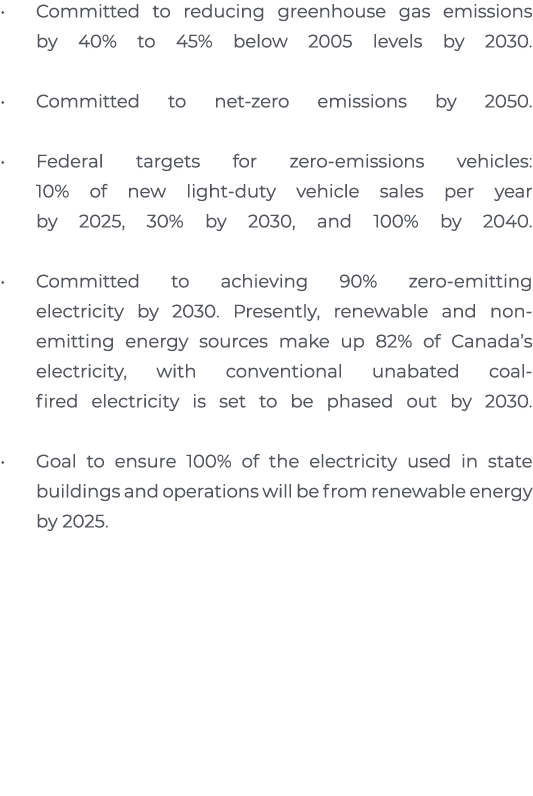 • Committed to reducing greenhouse gas emissions
by 40% to 45% below 2005 levels by 2030.
• Committed to net-zero emissions by 2050.
• Federal targets for zero-emissions vehicles:
10% of new light-duty vehicle sales per year
by 2025, 30% by 2030, and 100% by 2040.
• Committed to achieving 90% zero-emitting
electricity by 2030. Presently, renewable and non-
emitting energy sources make up 82% of Canada’s
electricity, with conventional unabated coal-
fired electricity is set to be phased out by 2030.
• Goal to ensure 100% of the electricity used in state
buildings and operations will be from renewable energy
by 2025.